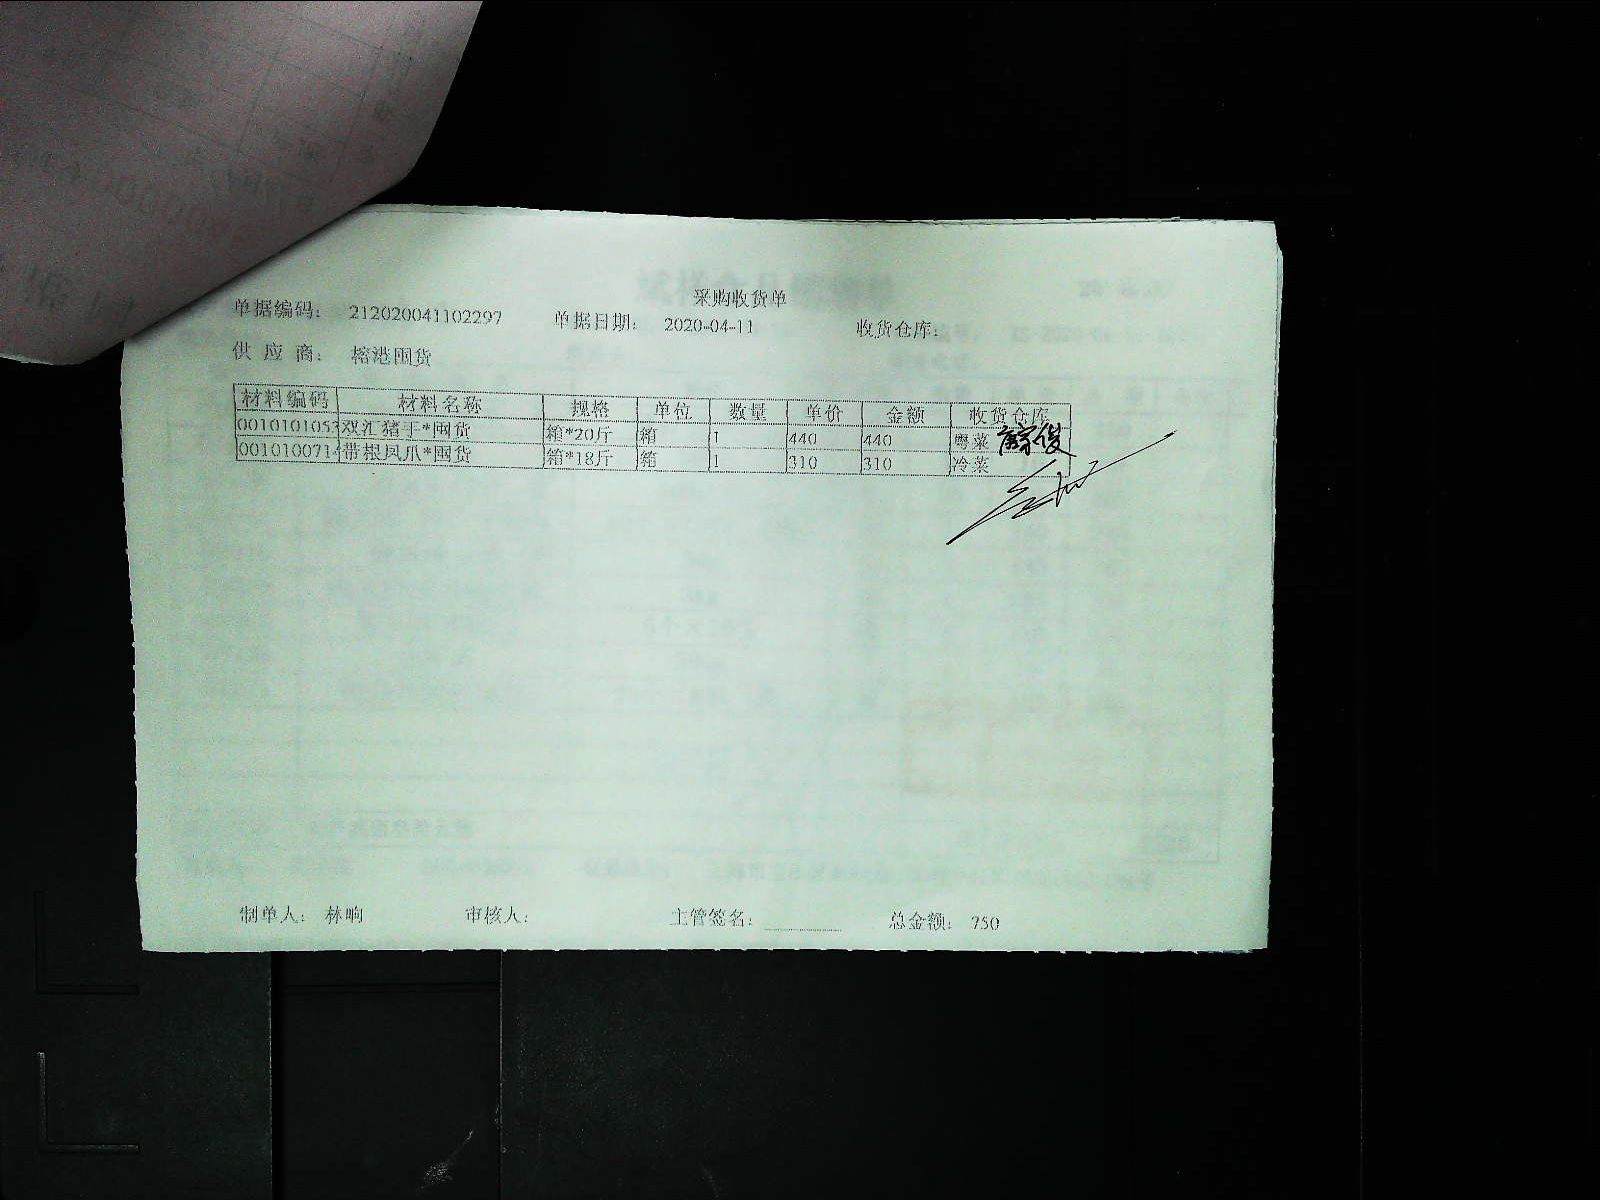 采购收货单
单据编码: 212020041102297 单据日期: 2020-04-11 收货仓库:
供应商: 榕港囤货
材料编码 材料名称 规格 单位 数量 单价 金额 收货仓库
0010101053 双汇猪手*囤货 箱*20斤 箱 1 440 440 粤菜
0010100714 带根凤爪*囤货 箱*18斤 箱 1 310 310 冷菜
制单人: 林响 审核人: 主管签名: 总金额: 750